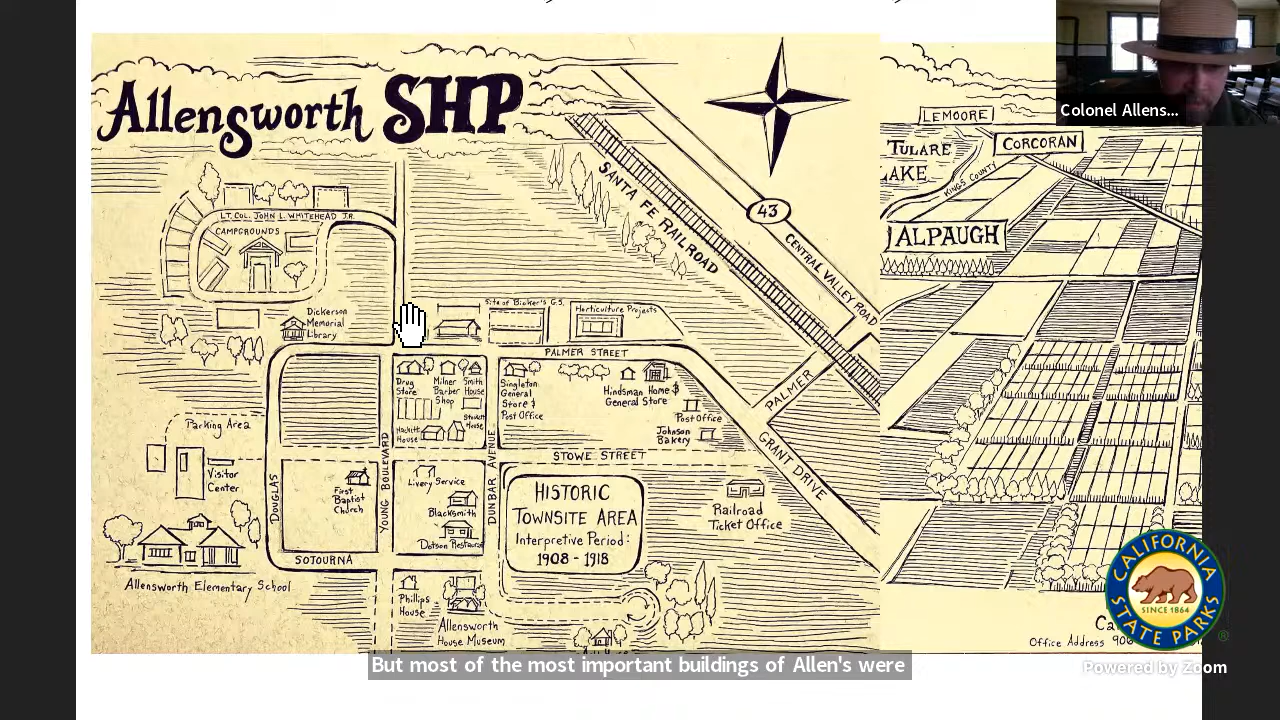 Allensworth SHP
LT. COL. JOHN L. WHITEHEAD JR.
CAMPGROUNDS
Dickerson
Memorial
Library
SANTA FE RAILROAD
43
CENTRAL VALLEY ROAD
Site of Bicker's G.S.
Horticulture Projects
PALMER STREET
PALMER
Drug
Store
Milner
Barber
Shop
Smith
House
Hackett
House
Singleton
General
Store &
Post Office
Hindsman Home &
General Store
Post Office
Johnson
Bakery
GRANT DRIVE
STOWE STREET
Parking Area
Visitor
Center
DOUGLAS
YOUNG BOULEVARD
DUNBAR AVENUE
First
Baptist
Church
Livery Service
Blacksmith
Dotson Restaurant
HISTORIC
TOWNSITE AREA
Interpretive Period:
1908 - 1918
Railroad
Ticket Office
SOJOURNA
Allensworth Elementary School
Phillips
House
Allensworth
House Museum
LEMOORE
CORCORAN
TULARE
LAKE
KINGS COUNTY
ALPAUGH
Ca
Office Address 90
Colonel Allens...
CALIFORNIA
SINCE 1864
STATE PARKS
®
But most of the most important buildings of Allen's were
Powered by Zoom